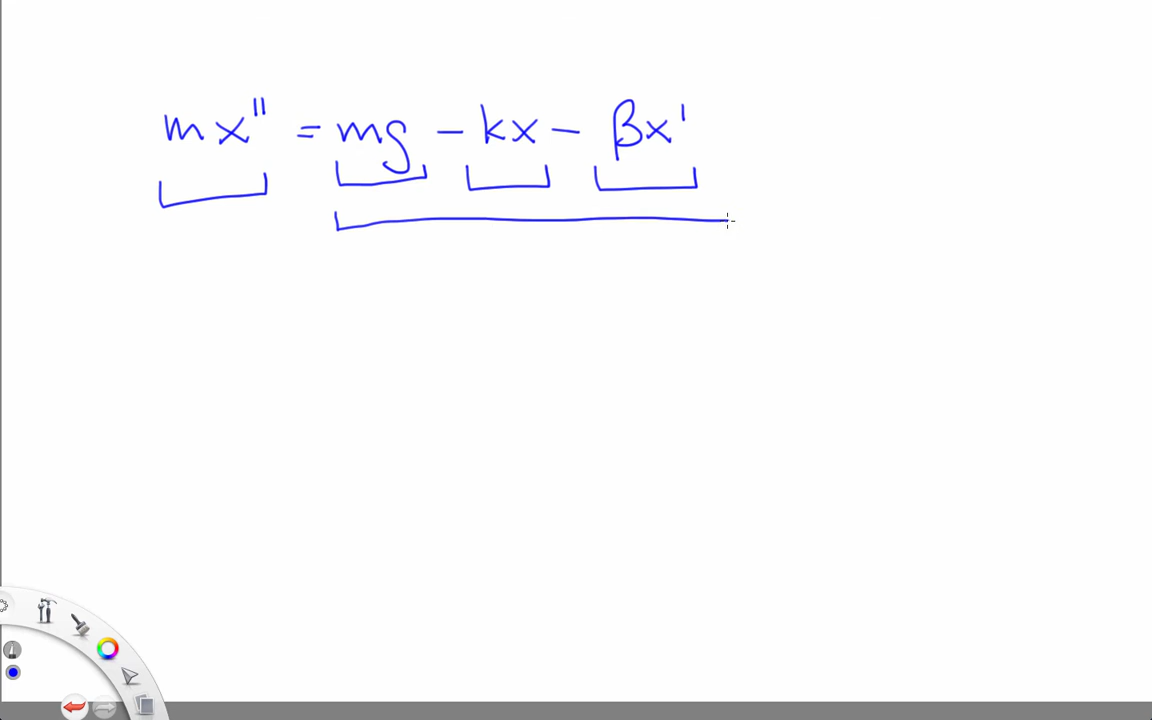 mx'' = mg − kx − βx'